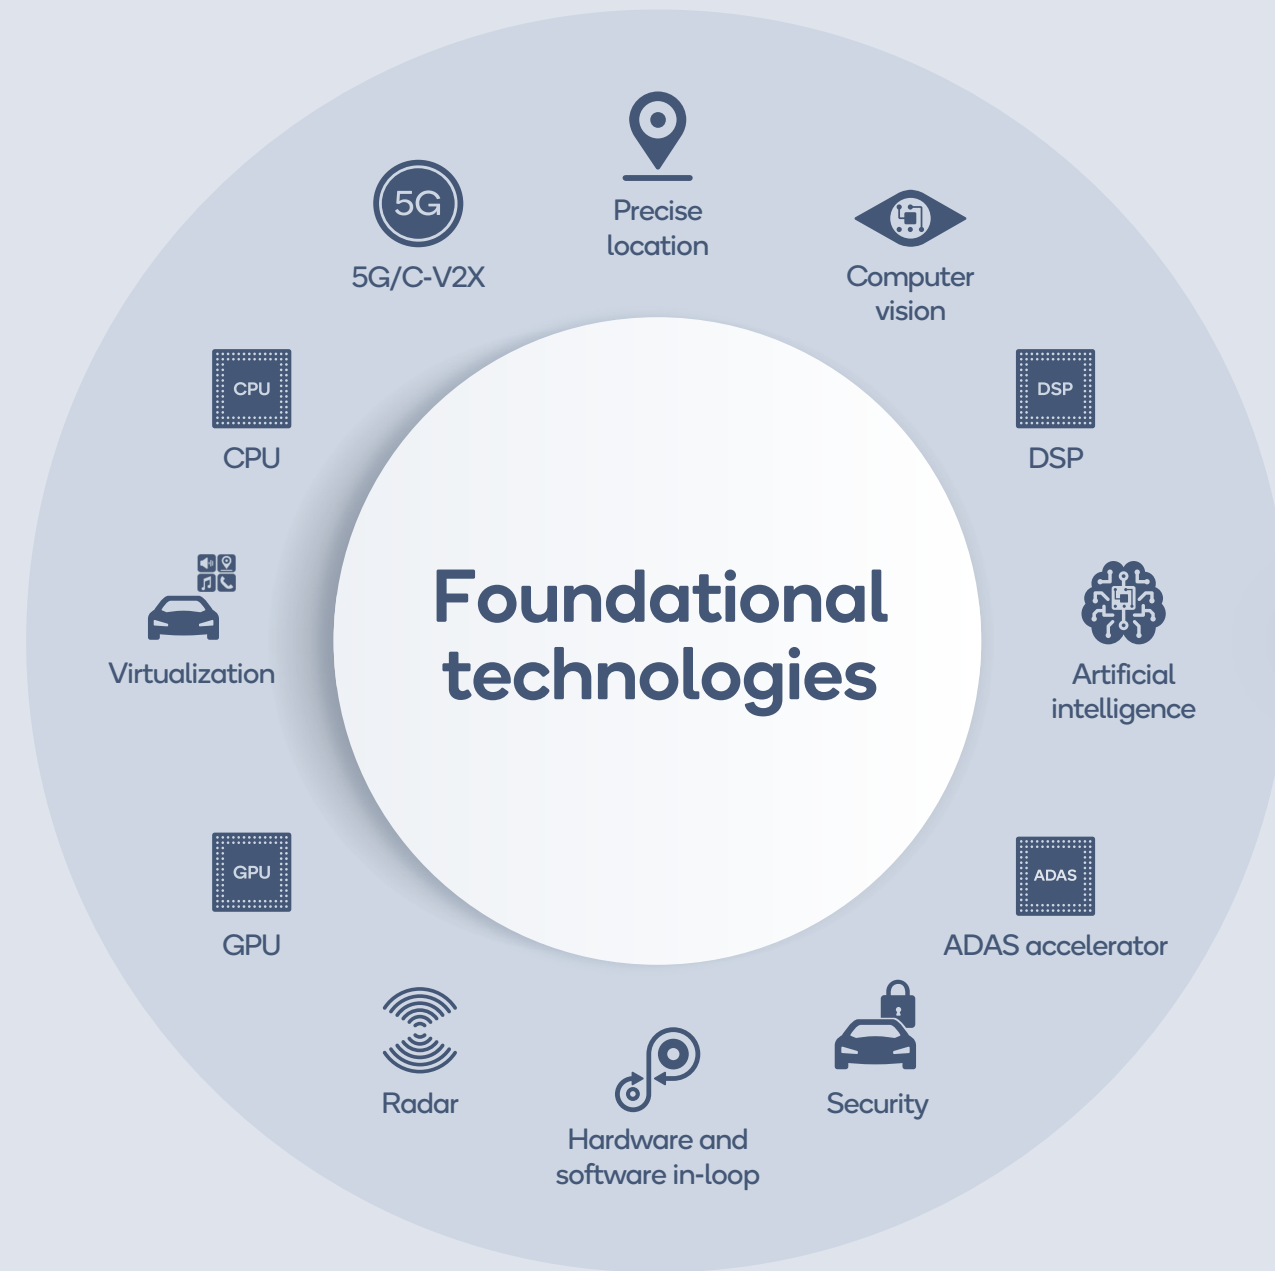 Precise
location
5G
5G/C-V2X
Computer
vision
CPU
CPU
DSP
DSP
Foundational
technologies
Virtualization
Artificial
intelligence
GPU
GPU
ADAS
ADAS accelerator
Radar
Security
Hardware and
software in-loop